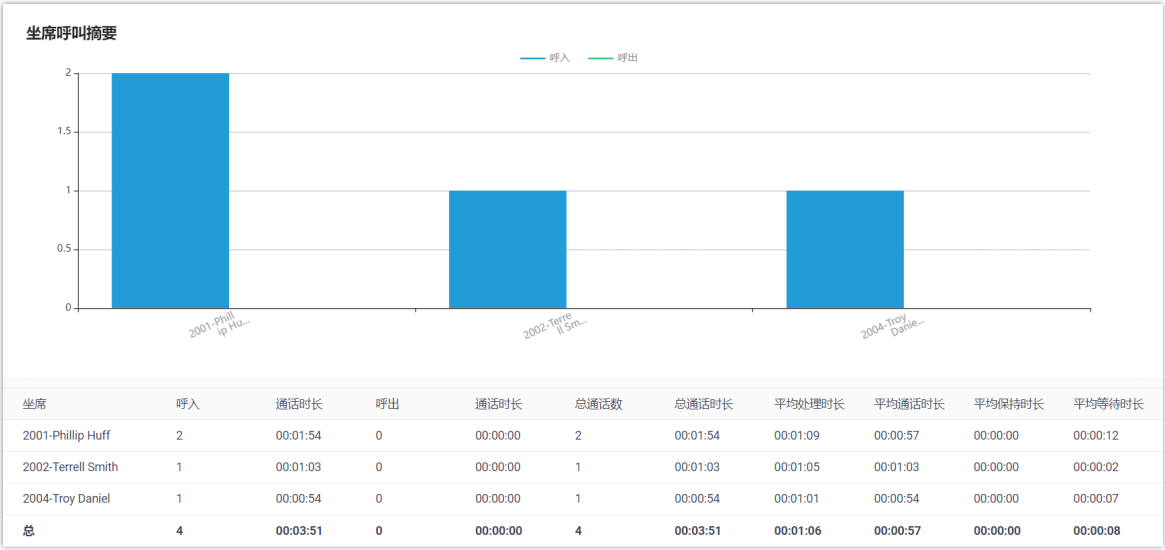 坐席呼叫摘要
呼入 呼出
2
1.5
1
0.5
0
2001-Phill
ip Hu...
2002-Terre
ll Sm...
2004-Troy
Danie...
坐席 呼入 通话时长 呼出 通话时长 总通话数 总通话时长 平均处理时长 平均通话时长 平均保持时长 平均等待时长
2001-Phillip Huff 2 00:01:54 0 00:00:00 2 00:01:54 00:01:09 00:00:57 00:00:00 00:00:12
2002-Terrell Smith 1 00:01:03 0 00:00:00 1 00:01:03 00:01:05 00:01:03 00:00:00 00:00:02
2004-Troy Daniel 1 00:00:54 0 00:00:00 1 00:00:54 00:01:01 00:00:54 00:00:00 00:00:07
总 4 00:03:51 0 00:00:00 4 00:03:51 00:01:06 00:00:57 00:00:00 00:00:08